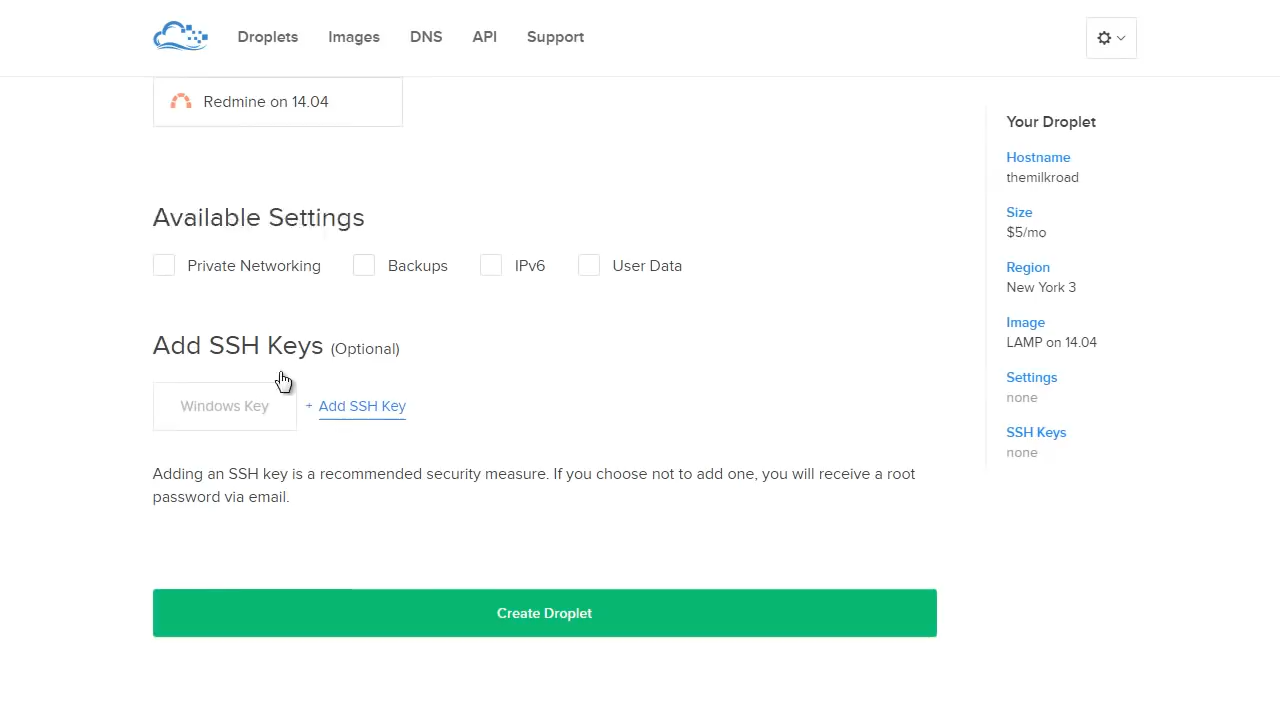 Droplets Images DNS API Support
Redmine on 14.04
Available Settings
Private Networking Backups IPv6 User Data
Add SSH Keys (Optional)
Windows Key + Add SSH Key
Adding an SSH key is a recommended security measure. If you choose not to add one, you will receive a root
password via email.
Create Droplet
Your Droplet
Hostname
themilkroad
Size
$5/mo
Region
New York 3
Image
LAMP on 14.04
Settings
none
SSH Keys
none